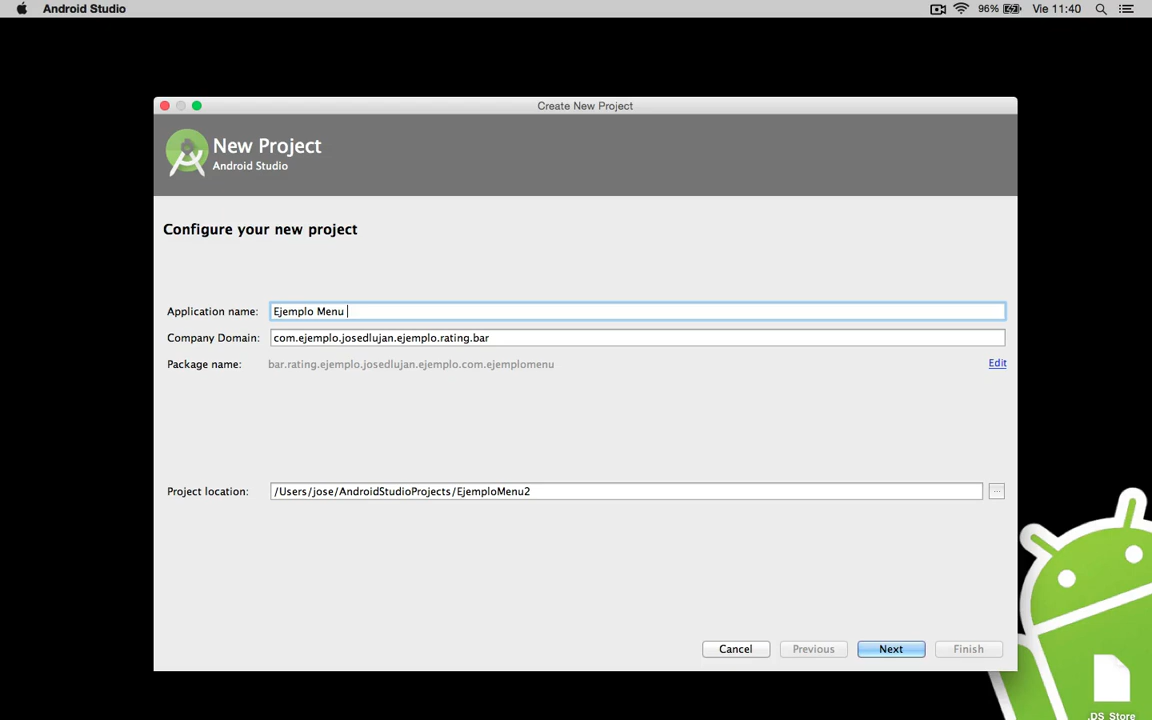 Android Studio
96%
Vie 11:40
Create New Project
New Project
Android Studio
Configure your new project
Application name:
Ejemplo Menu
Company Domain:
com.ejemplo.josedlujan.ejemplo.rating.bar
Package name:
bar.rating.ejemplo.josedlujan.ejemplo.com.ejemplomenu
Edit
Project location:
/Users/jose/AndroidStudioProjects/EjemploMenu2
...
Cancel
Previous
Next
Finish
.DS_Store